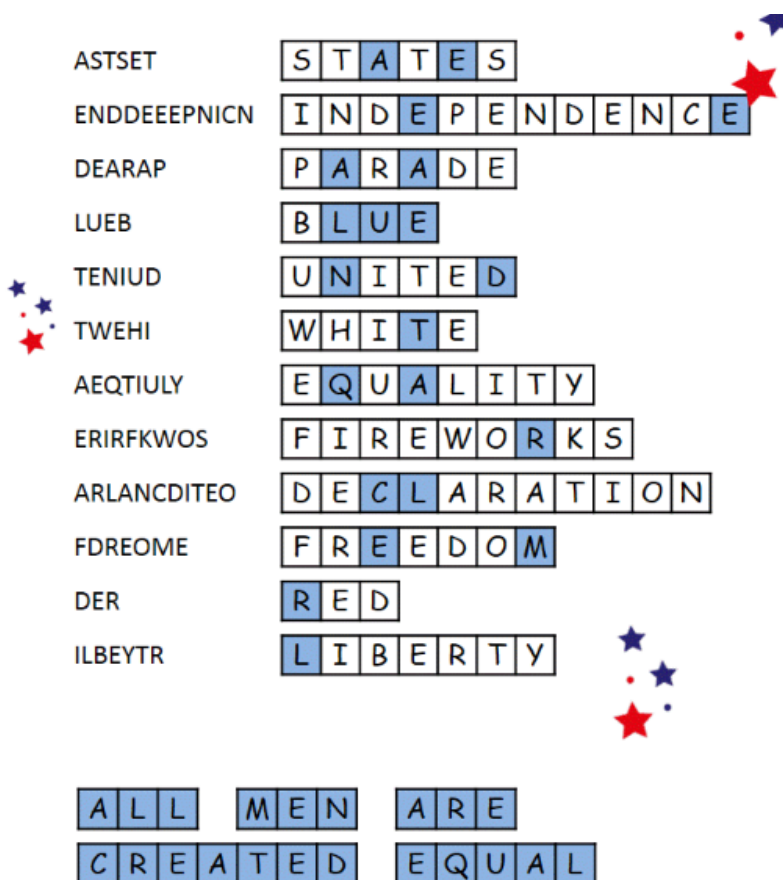 ASTSET STATES
ENDDEEEPNICN INDEPENDENCE
DEARAP PARADE
LUEB BLUE
TENIUD UNITED
TWEHI WHITE
AEQTIULY EQUALITY
ERIRFKWOS FIREWORKS
ARLANCDITEO DECLARATION
FDREOME FREEDOM
DER RED
ILBEYTR LIBERTY
ALL MEN ARE
CREATED EQUAL